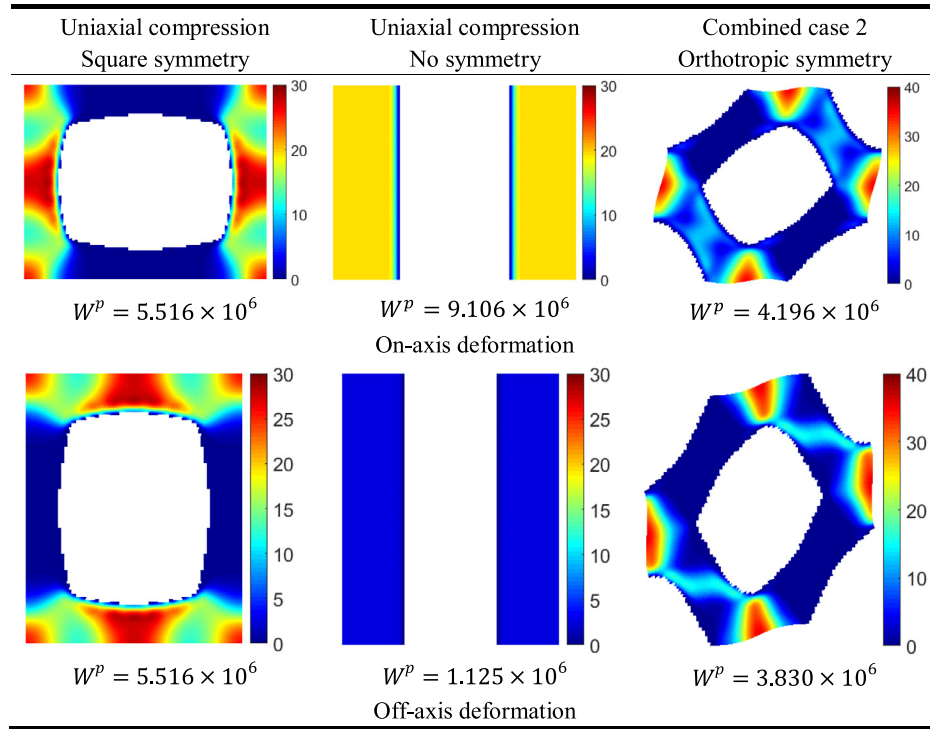 Uniaxial compression Uniaxial compression Combined case 2
Square symmetry No symmetry Orthotropic symmetry
30 20 10 0
30 25 20 15 10 5 0
40 30 20 10 0
W^p = 5.516 × 10^6 W^p = 9.106 × 10^6 W^p = 4.196 × 10^6
On-axis deformation
30 25 20 15 10 5 0
30 25 20 15 10 5 0
40 30 20 10 0
W^p = 5.516 × 10^6 W^p = 1.125 × 10^6 W^p = 3.830 × 10^6
Off-axis deformation